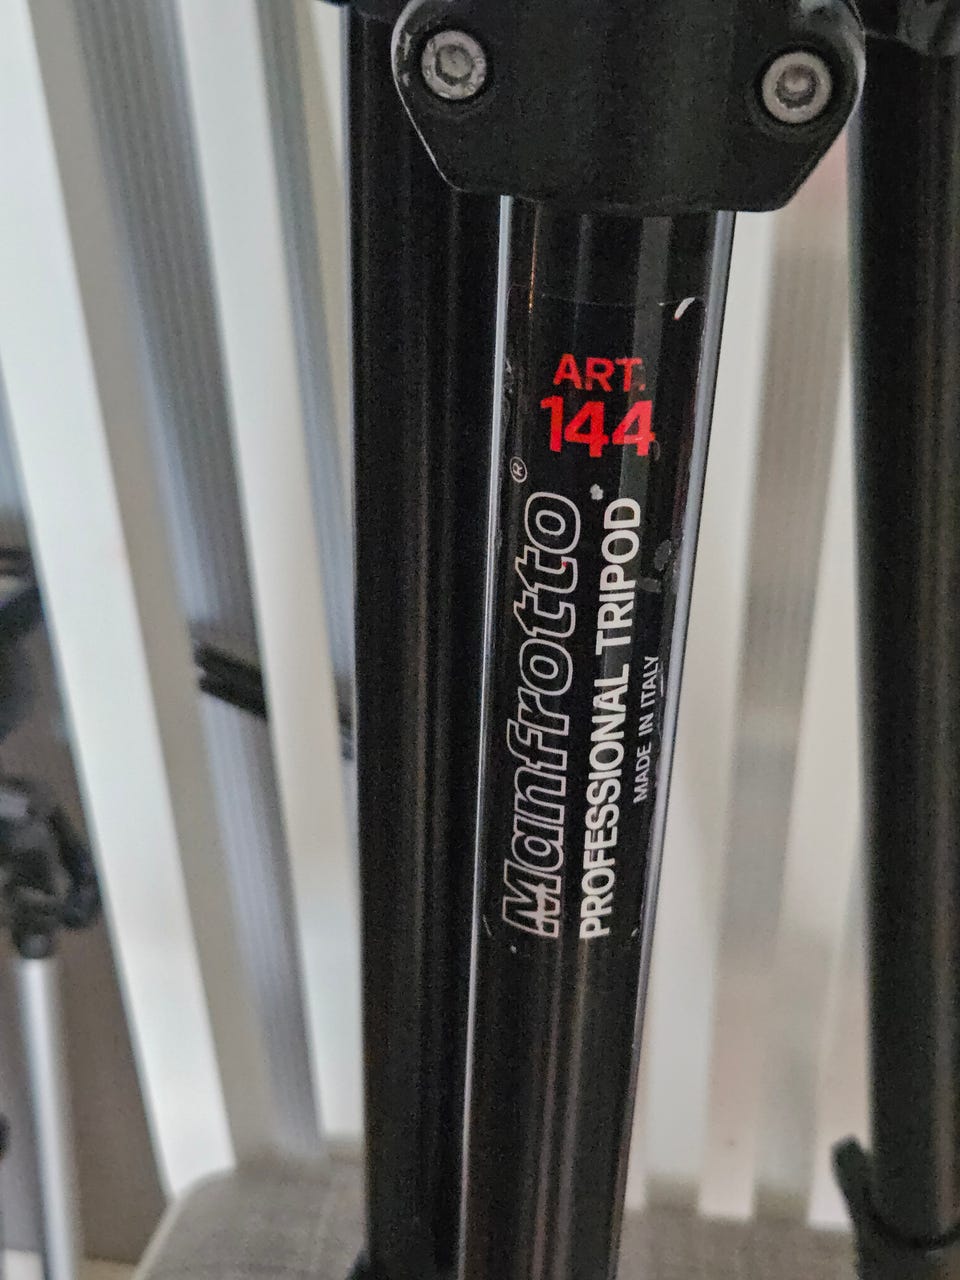 ART.
144
Manfrotto®
PROFESSIONAL TRIPOD
MADE IN ITALY